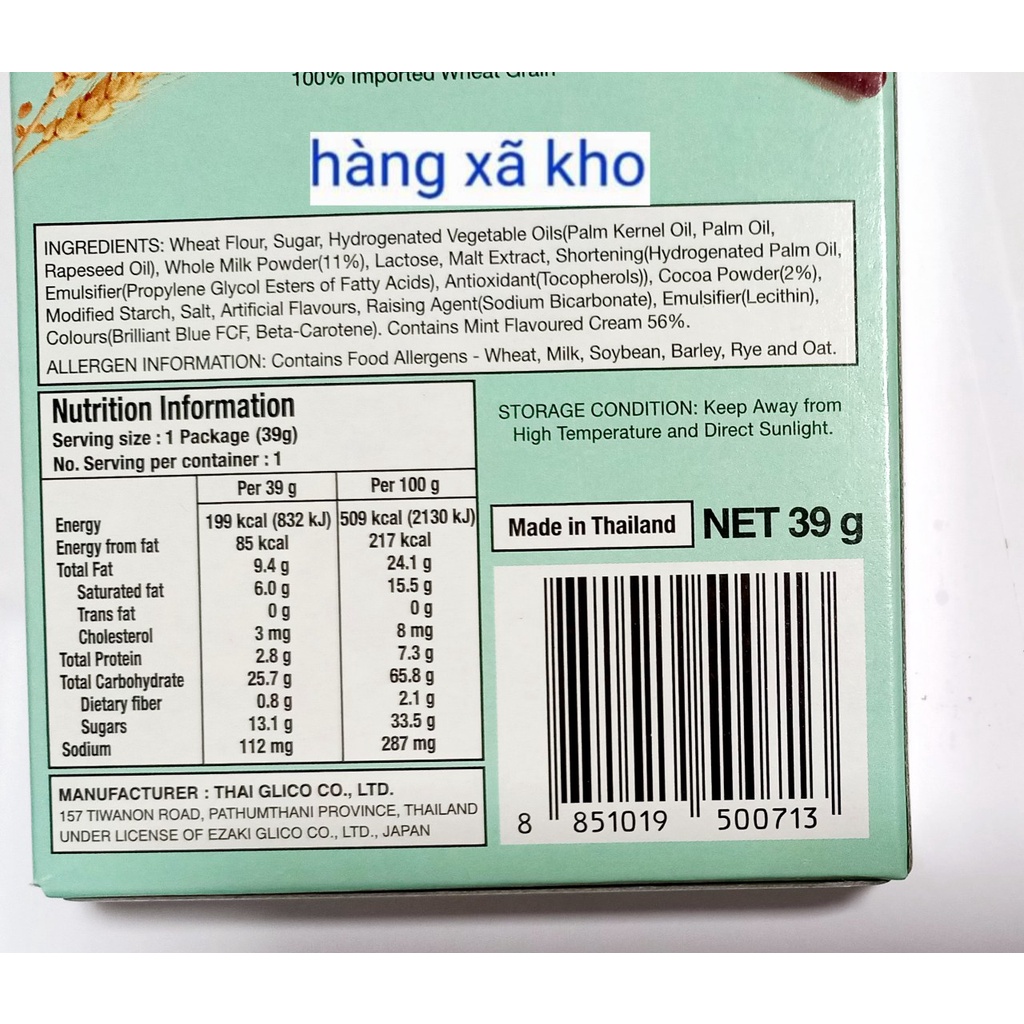 100% Imported Wheat Grain
hàng xã kho
INGREDIENTS: Wheat Flour, Sugar, Hydrogenated Vegetable Oils(Palm Kernel Oil, Palm Oil,
Rapeseed Oil), Whole Milk Powder(11%), Lactose, Malt Extract, Shortening(Hydrogenated Palm Oil,
Emulsifier(Propylene Glycol Esters of Fatty Acids), Antioxidant(Tocopherols)), Cocoa Powder(2%),
Modified Starch, Salt, Artificial Flavours, Raising Agent(Sodium Bicarbonate), Emulsifier(Lecithin),
Colours(Brilliant Blue FCF, Beta-Carotene). Contains Mint Flavoured Cream 56%.
ALLERGEN INFORMATION: Contains Food Allergens - Wheat, Milk, Soybean, Barley, Rye and Oat.
Nutrition Information
Serving size : 1 Package (39g)
No. Serving per container : 1
Per 39 g Per 100 g
Energy 199 kcal (832 kJ) 509 kcal (2130 kJ)
Energy from fat 85 kcal 217 kcal
Total Fat 9.4 g 24.1 g
Saturated fat 6.0 g 15.5 g
Trans fat 0 g 0 g
Cholesterol 3 mg 8 mg
Total Protein 2.8 g 7.3 g
Total Carbohydrate 25.7 g 65.8 g
Dietary fiber 0.8 g 2.1 g
Sugars 13.1 g 33.5 g
Sodium 112 mg 287 mg
MANUFACTURER : THAI GLICO CO., LTD.
157 TIWANON ROAD, PATHUMTHANI PROVINCE, THAILAND
UNDER LICENSE OF EZAKI GLICO CO., LTD., JAPAN
STORAGE CONDITION: Keep Away from
High Temperature and Direct Sunlight.
Made in Thailand NET 39 g
8 851019 500713